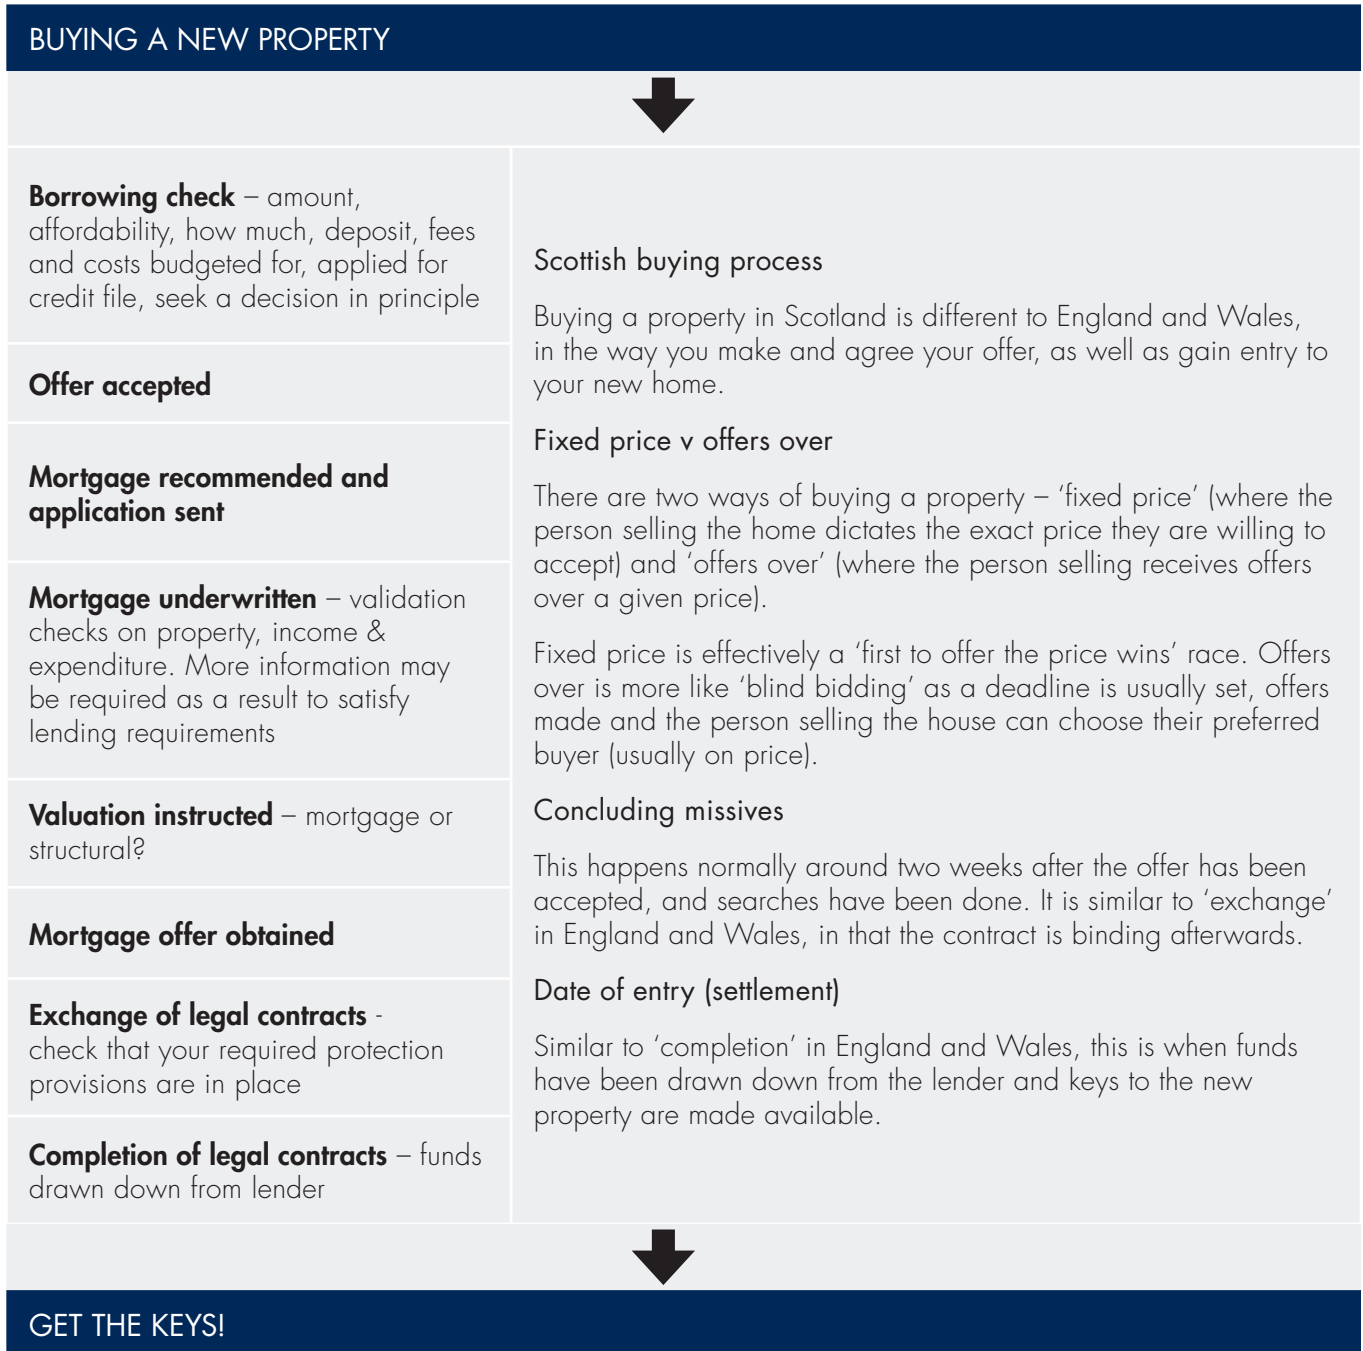 BUYING A NEW PROPERTY
Borrowing check – amount,
affordability, how much, deposit, fees
and costs budgeted for, applied for
credit file, seek a decision in principle
Offer accepted
Mortgage recommended and
application sent
Mortgage underwritten – validation
checks on property, income &
expenditure. More information may
be required as a result to satisfy
lending requirements
Valuation instructed – mortgage or
structural?
Mortgage offer obtained
Exchange of legal contracts -
check that your required protection
provisions are in place
Completion of legal contracts – funds
drawn down from lender
Scottish buying process
Buying a property in Scotland is different to England and Wales,
in the way you make and agree your offer, as well as gain entry to
your new home.
Fixed price v offers over
There are two ways of buying a property – ‘fixed price’ (where the
person selling the home dictates the exact price they are willing to
accept) and ‘offers over’ (where the person selling receives offers
over a given price).
Fixed price is effectively a ‘first to offer the price wins’ race. Offers
over is more like ‘blind bidding’ as a deadline is usually set, offers
made and the person selling the house can choose their preferred
buyer (usually on price).
Concluding missives
This happens normally around two weeks after the offer has been
accepted, and searches have been done. It is similar to ‘exchange’
in England and Wales, in that the contract is binding afterwards.
Date of entry (settlement)
Similar to ‘completion’ in England and Wales, this is when funds
have been drawn down from the lender and keys to the new
property are made available.
GET THE KEYS!